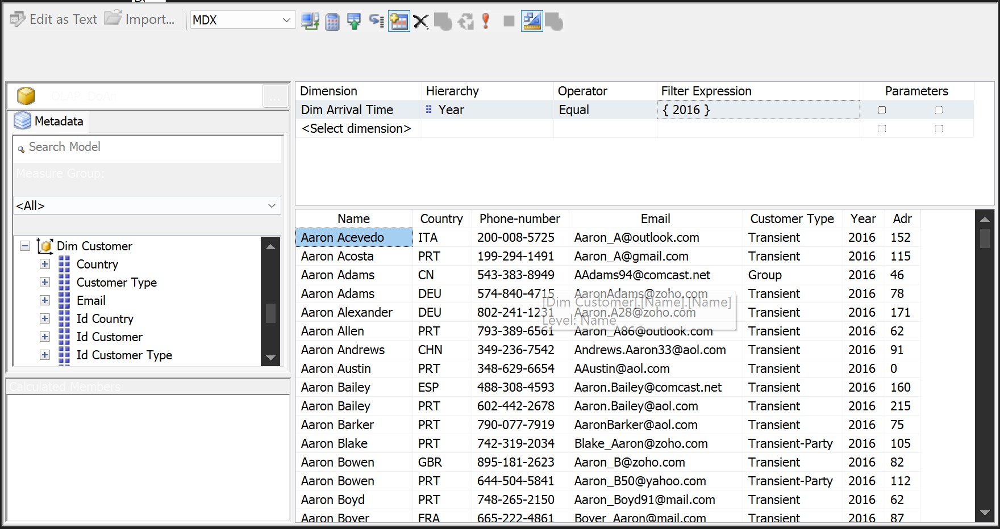 Edit as Text Import... MDX
OLAP_DoAn ...
Metadata
Search Model
Measure Group:
<All>
Dim Customer
Country
Customer Type
Email
Id Country
Id Customer
Id Customer Type
Calculated Members
Dimension Hierarchy Operator Filter Expression Parameters
Dim Arrival Time Year Equal { 2016 }
<Select dimension>
Name Country Phone-number Email Customer Type Year Adr
Aaron Acevedo ITA 200-008-5725 Aaron_A@outlook.com Transient 2016 152
Aaron Acosta PRT 199-294-1491 Aaron_A@gmail.com Transient 2016 115
Aaron Adams CN 543-383-8949 AAdams94@comcast.net Group 2016 46
Aaron Adams DEU 574-840-4715 AaronAdams@zoho.com Transient 2016 78
[Dim Customer].[Name].[Name]
Aaron Alexander DEU 802-241-1231 Aaron.A28@zoho.com Transient 2016 171
Level: Name
Aaron Allen PRT 793-389-6561 Aaron_A86@outlook.com Transient 2016 62
Aaron Andrews CHN 349-236-7542 Andrews.Aaron33@aol.com Transient 2016 91
Aaron Austin PRT 348-629-6654 AAustin@aol.com Transient 2016 0
Aaron Bailey ESP 488-308-4593 Aaron.Bailey@comcast.net Transient 2016 160
Aaron Bailey PRT 602-442-2678 Aaron.Bailey@aol.com Transient 2016 215
Aaron Barker PRT 790-077-7919 AaronBarker@aol.com Transient 2016 75
Aaron Blake PRT 742-319-2034 Blake_Aaron@zoho.com Transient-Party 2016 105
Aaron Bowen GBR 895-181-2623 Aaron_B@zoho.com Transient 2016 82
Aaron Bowen PRT 644-504-5841 Aaron_B50@yahoo.com Transient-Party 2016 112
Aaron Boyd PRT 748-265-2150 Aaron_Boyd91@mail.com Transient 2016 62
Aaron Boyer FRA 665-222-4861 Boyer_Aaron@mail.com Transient 2016 87